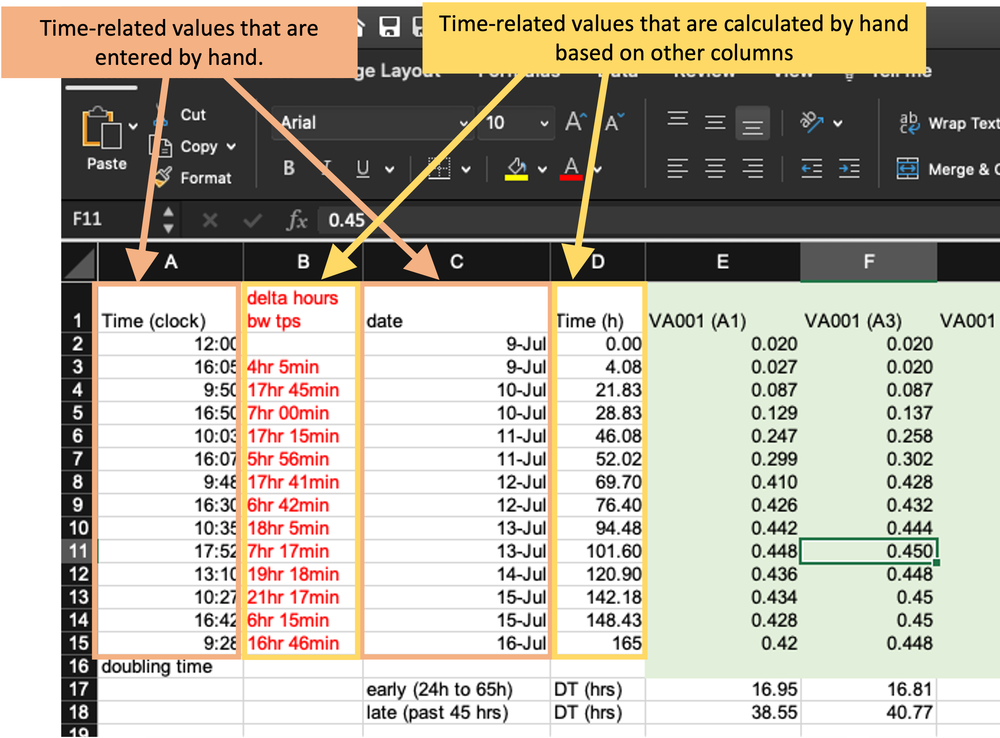 Time-related values that are
entered by hand.
Time-related values that are calculated by hand
based on other columns
ge Layout Formulas Data Review View Tell me
Cut
Arial 10
Wrap Text
Copy
Paste
B I U
Merge &
Format
F11 fx 0.45
A B C D E F
delta hours
1 Time (clock) bw tps date Time (h) VA001 (A1) VA001 (A3) VA001
2 12:00 9-Jul 0.00 0.020 0.020
3 16:05 4hr 5min 9-Jul 4.08 0.027 0.020
4 9:50 17hr 45min 10-Jul 21.83 0.087 0.087
5 16:50 7hr 00min 10-Jul 28.83 0.129 0.137
6 10:03 17hr 15min 11-Jul 46.08 0.247 0.258
7 16:07 5hr 56min 11-Jul 52.02 0.299 0.302
8 9:48 17hr 41min 12-Jul 69.70 0.410 0.428
9 16:30 6hr 42min 12-Jul 76.40 0.426 0.432
10 10:35 18hr 5min 13-Jul 94.48 0.442 0.444
11 17:52 7hr 17min 13-Jul 101.60 0.448 0.450
12 13:10 19hr 18min 14-Jul 120.90 0.436 0.448
13 10:27 21hr 17min 15-Jul 142.18 0.434 0.45
14 16:42 6hr 15min 15-Jul 148.43 0.428 0.45
15 9:28 16hr 46min 16-Jul 165 0.42 0.448
16 doubling time
17 early (24h to 65h) DT (hrs) 16.95 16.81
18 late (past 45 hrs) DT (hrs) 38.55 40.77
19